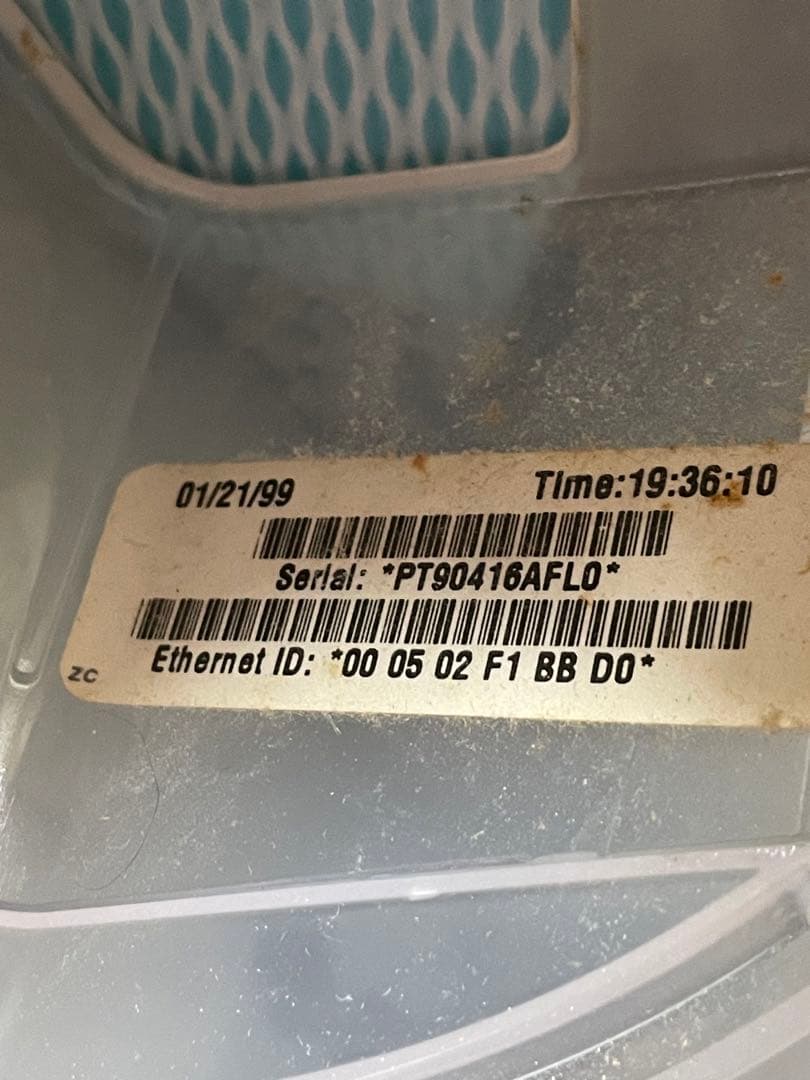 01/21/99 Time:19:36:10
Serial: *PT90416AFL0*
Ethernet ID: *00 05 02 F1 BB D0*
ZC